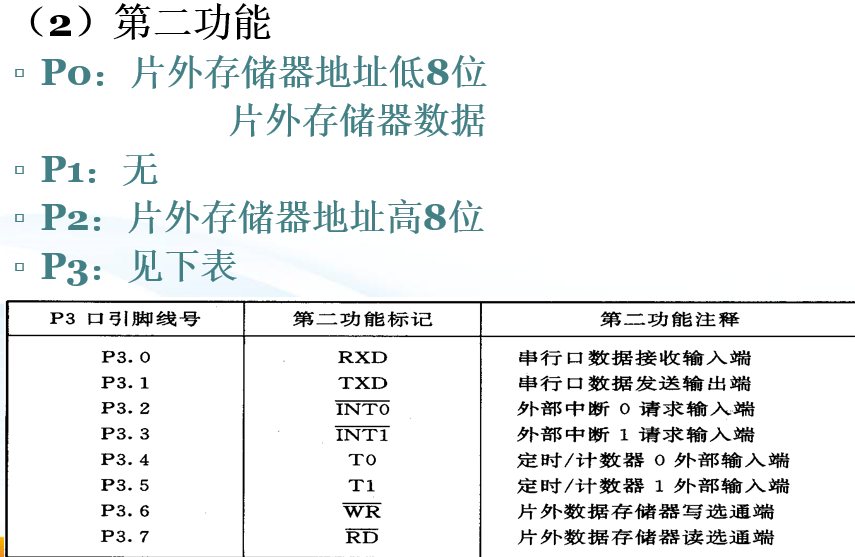 （2）第二功能
▫ P0：片外存储器地址低8位
片外存储器数据
▫ P1：无
▫ P2：片外存储器地址高8位
▫ P3：见下表
P3 口引脚线号 第二功能标记 第二功能注释
P3.0 RXD 串行口数据接收输入端
P3.1 TXD 串行口数据发送输出端
P3.2 I̅N̅T̅0̅ 外部中断 0 请求输入端
P3.3 I̅N̅T̅1̅ 外部中断 1 请求输入端
P3.4 T0 定时/计数器 0 外部输入端
P3.5 T1 定时/计数器 1 外部输入端
P3.6 W̅R̅ 片外数据存储器写选通端
P3.7 R̅D̅ 片外数据存储器读选通端